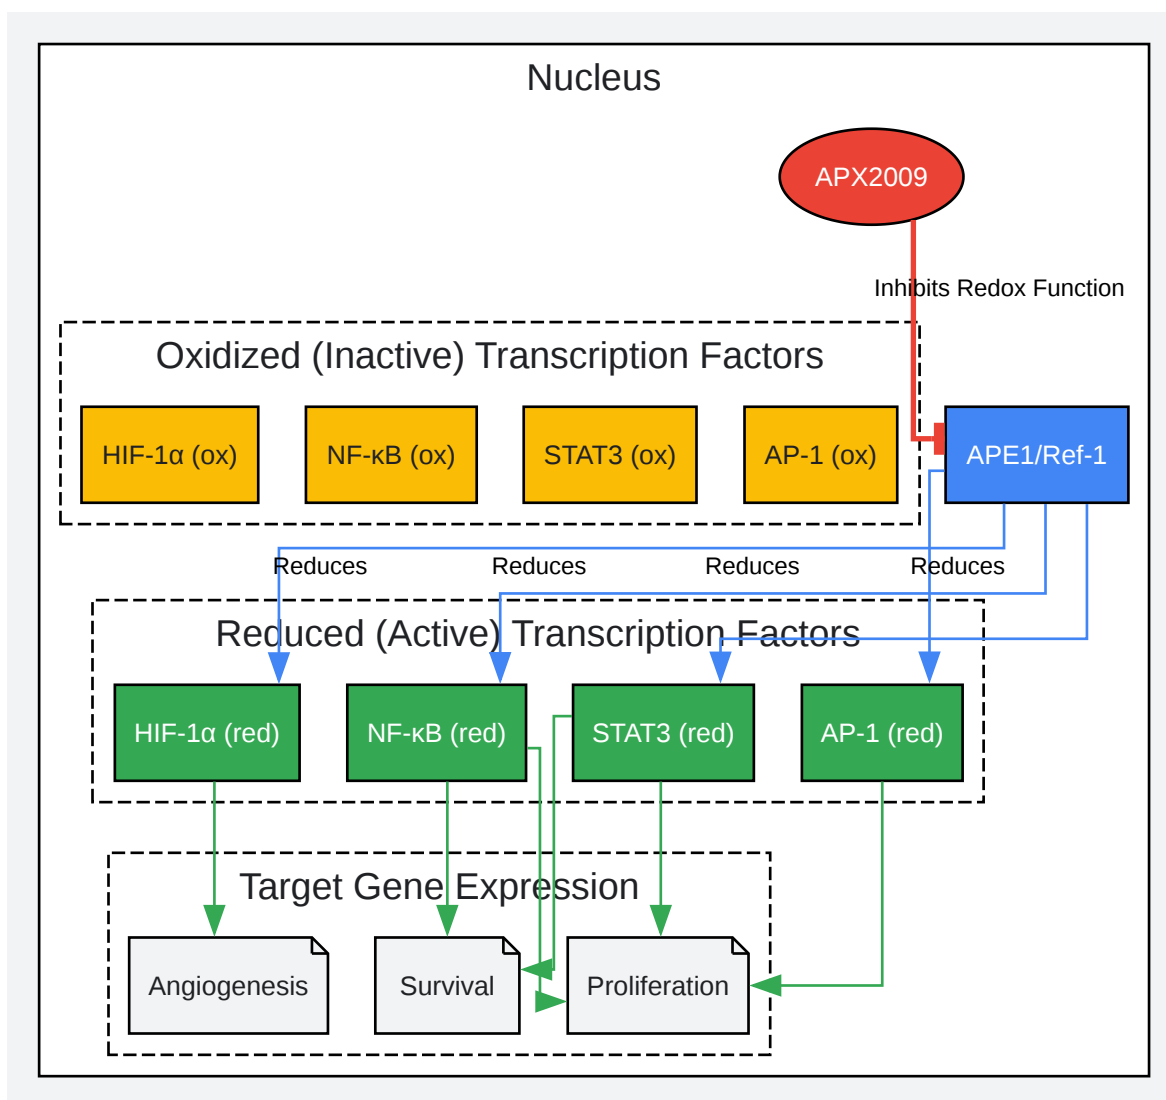 Nucleus
APX2009
Inhibits Redox Function
Oxidized (Inactive) Transcription Factors
HIF-1α (ox)
NF-κB (ox)
STAT3 (ox)
AP-1 (ox)
APE1/Ref-1
Reduces
Reduces
Reduces
Reduces
Reduced (Active) Transcription Factors
HIF-1α (red)
NF-κB (red)
STAT3 (red)
AP-1 (red)
Target Gene Expression
Angiogenesis
Survival
Proliferation